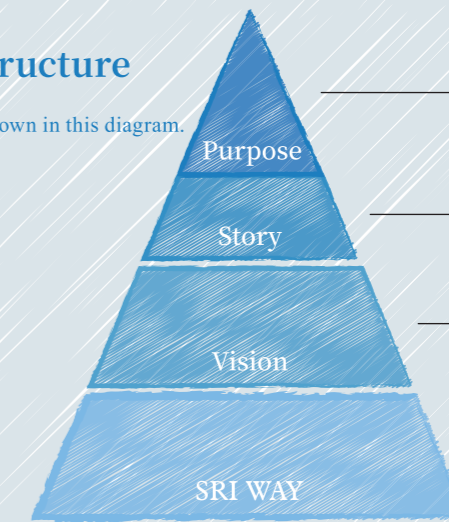 ructure
own in this diagram.
Purpose
Story
Vision
SRI WAY